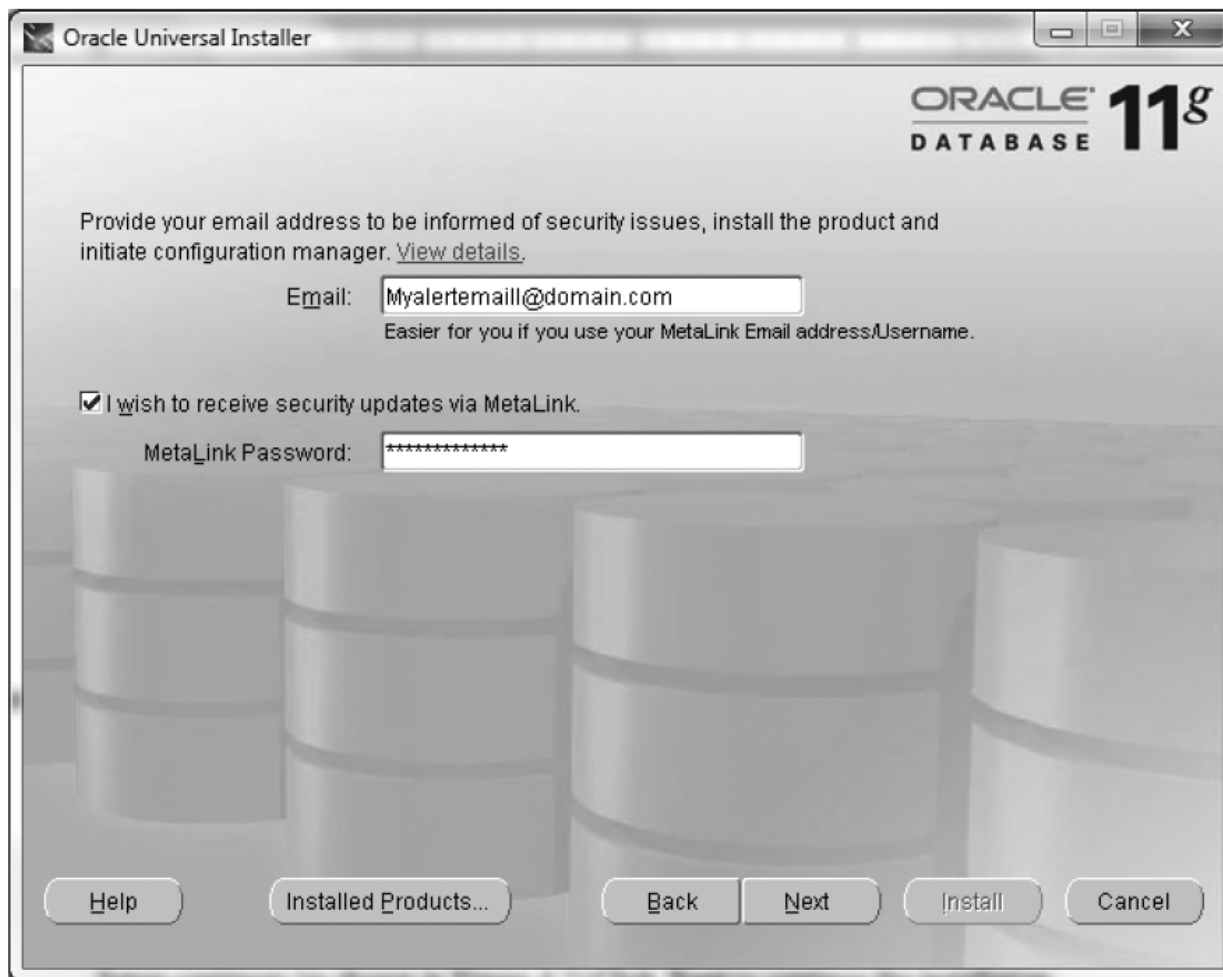 Oracle Universal Installer
ORACLE 11g
DATABASE
Provide your email address to be informed of security issues, install the product and
initiate configuration manager. View details.
Email: Myalertemaill@domain.com
Easier for you if you use your MetaLink Email address/Username.
I wish to receive security updates via MetaLink.
MetaLink Password: *************
Help
Installed Products...
Back
Next
Install
Cancel